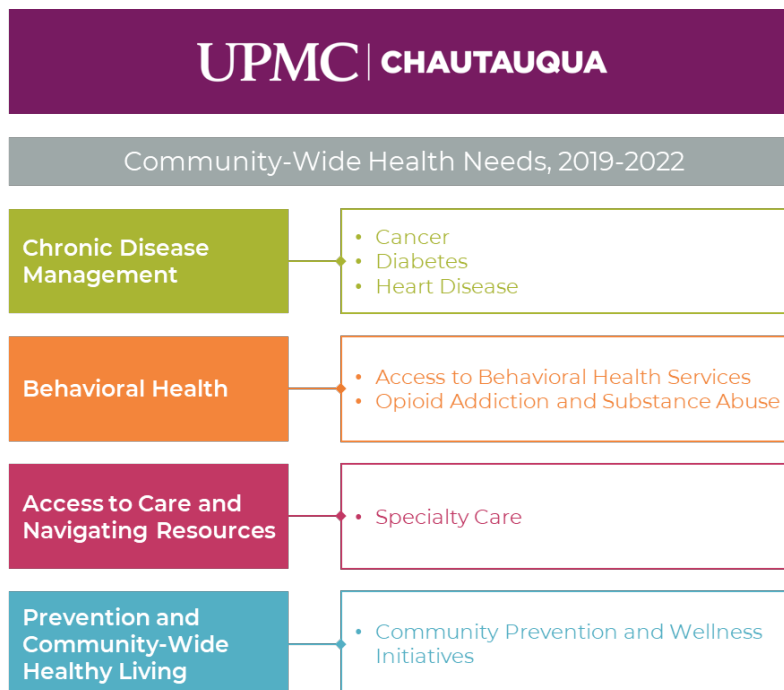 UPMC | CHAUTAUQUA
Community-Wide Health Needs, 2019-2022
Chronic Disease
Management
• Cancer
• Diabetes
• Heart Disease
Behavioral Health
• Access to Behavioral Health Services
• Opioid Addiction and Substance Abuse
Access to Care and
Navigating Resources
• Specialty Care
Prevention and
Community-Wide
Healthy Living
• Community Prevention and Wellness
Initiatives